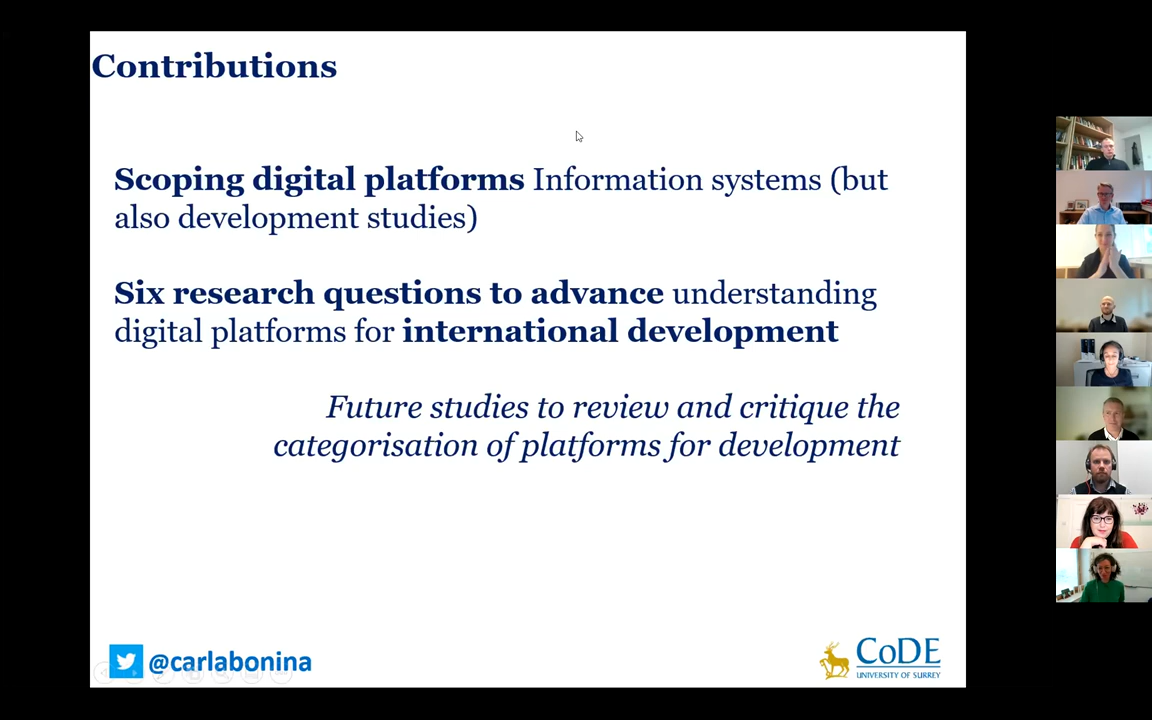 Contributions
Scoping digital platforms Information systems (but
also development studies)
Six research questions to advance understanding
digital platforms for international development
Future studies to review and critique the
categorisation of platforms for development
@carlabonina
CoDE
UNIVERSITY OF SURREY